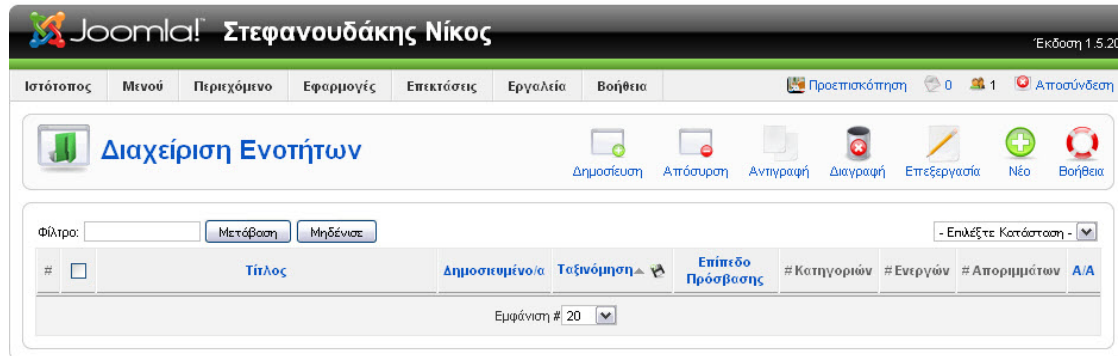 Joomla! Στεφανουδάκης Νίκος
Έκδοση 1.5.20
Ιστότοπος Μενού Περιεχόμενο Εφαρμογές Επεκτάσεις Εργαλεία Βοήθεια Προεπισκόπηση 0 1 Αποσύνδεση
Διαχείριση Ενοτήτων
Δημοσίευση Απόσυρση Αντιγραφή Διαγραφή Επεξεργασία Νέο Βοήθεια
Φίλτρο: Μετάβαση Μηδένισε - Επιλέξτε Κατάσταση -
# Τίτλος Δημοσιευμένο/α Ταξινόμηση Επίπεδο Πρόσβασης # Κατηγοριών # Ενεργών # Απορριμμάτων Α/Α
Εμφάνιση # 20